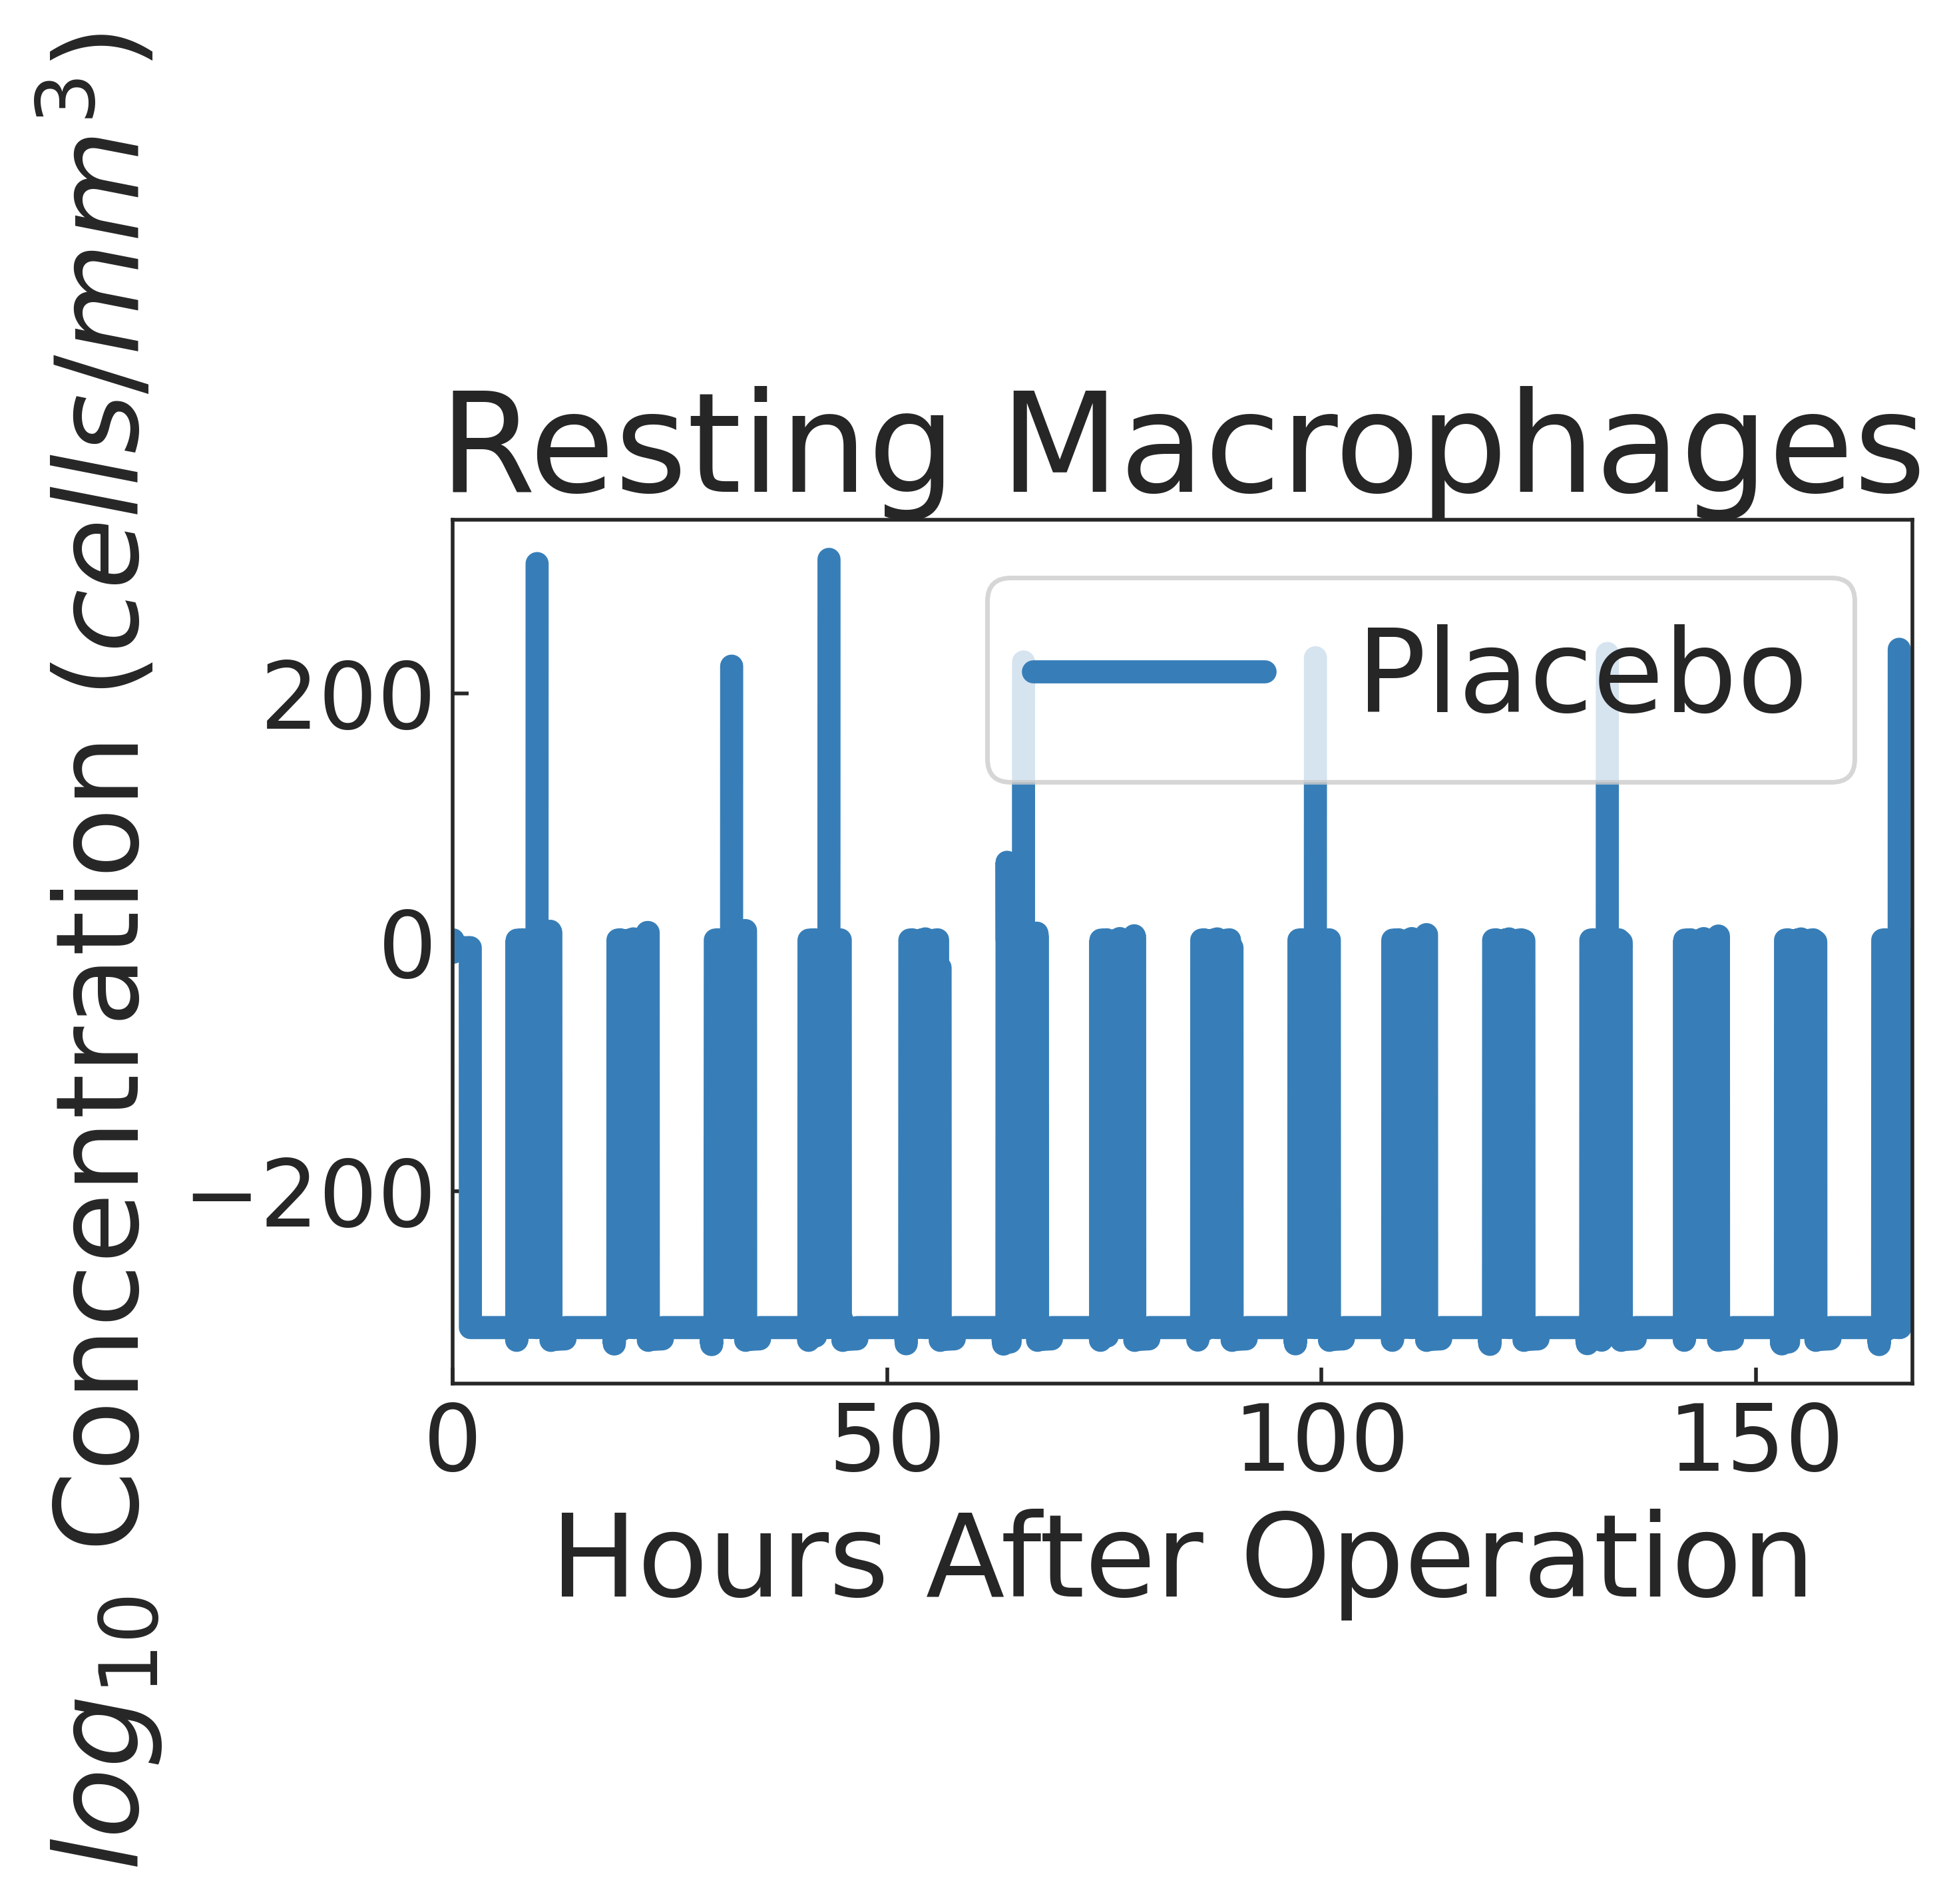 Resting Macrophages
log10 Concentration (cells/mm3)
Placebo
200
0
−200
0 50 100 150
Hours After Operation